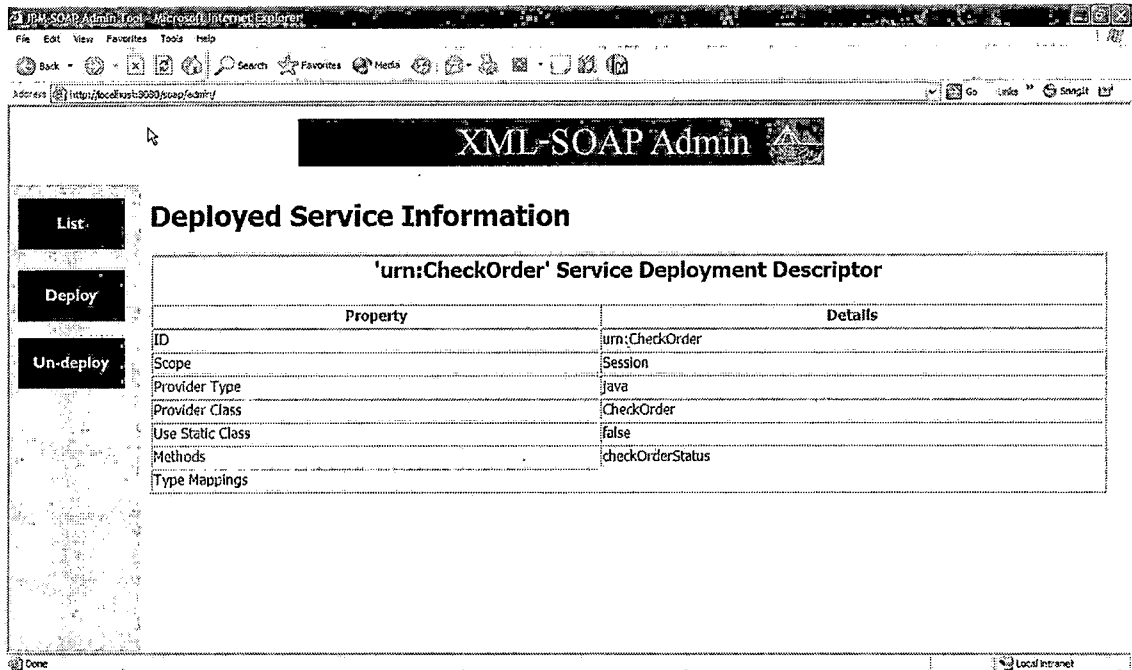 IBM-SOAP Admin Tool - Microsoft Internet Explorer
File Edit View Favorites Tools Help
Back Search Favorites Media
Address http://localhost:8080/soap/admin/ Go Links » SnagIt
XML-SOAP Admin
List
Deploy
Un-deploy
Deployed Service Information
'urn:CheckOrder' Service Deployment Descriptor
Property Details
ID urn:CheckOrder
Scope Session
Provider Type java
Provider Class CheckOrder
Use Static Class false
Methods checkOrderStatus
Type Mappings
Done Local intranet